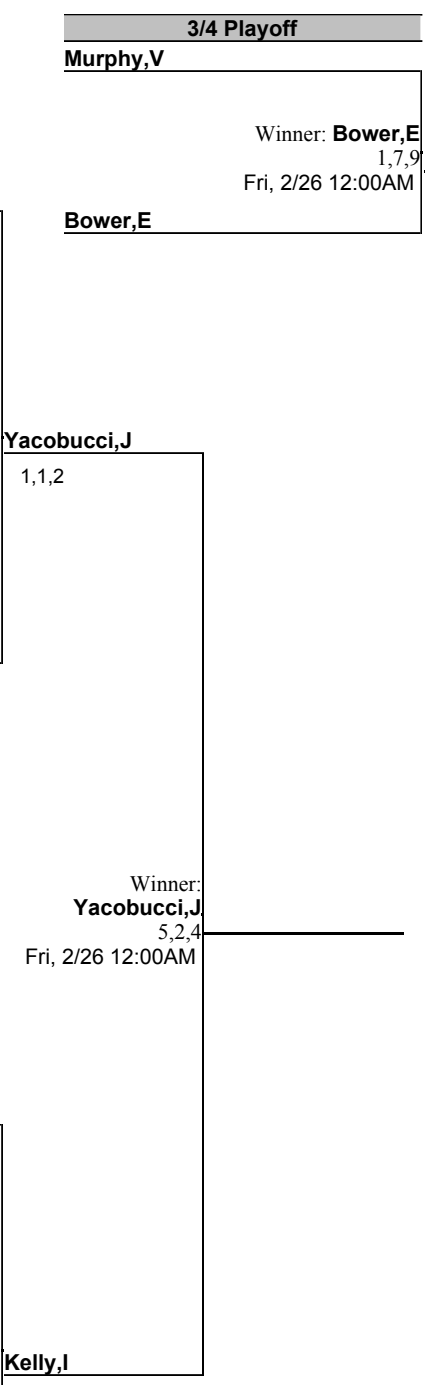 3/4 Playoff
Murphy,V
Winner: Bower,E
1,7,9
Fri, 2/26 12:00AM
Bower,E
Yacobucci,J
1,1,2
Winner:
Yacobucci,J
5,2,4
Fri, 2/26 12:00AM
Kelly,I